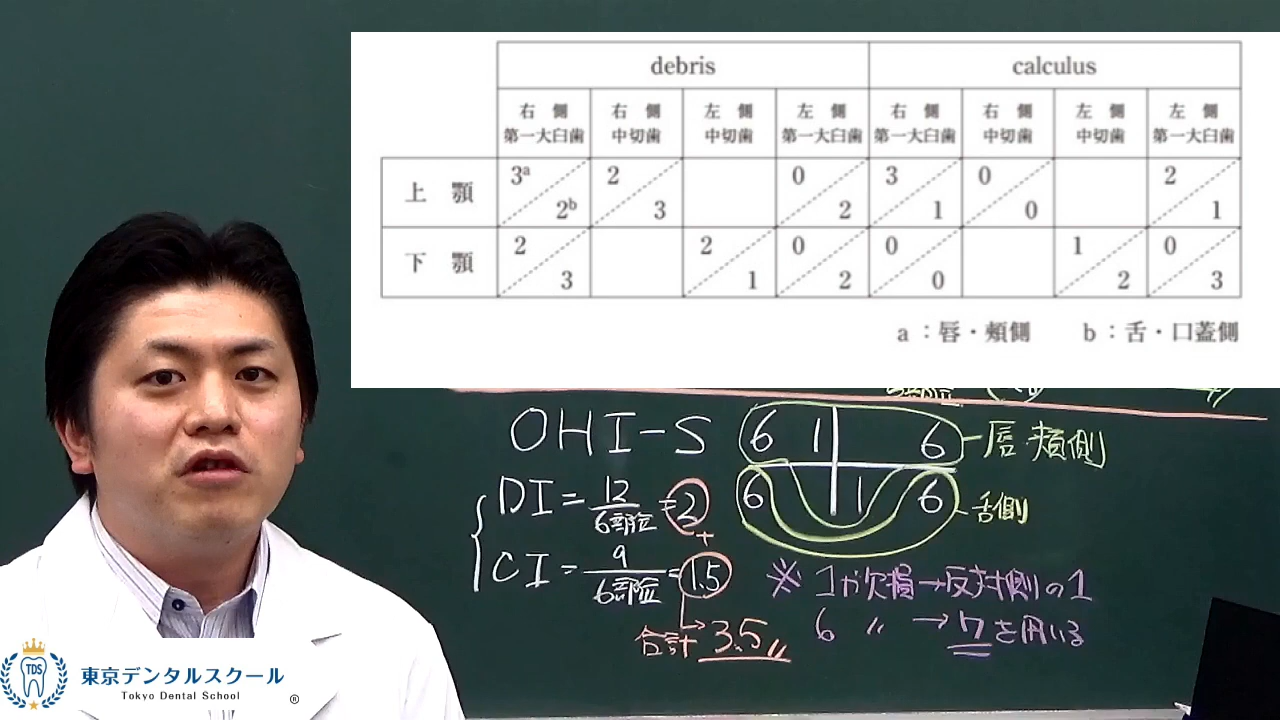 debris calculus
右側第一大臼歯 右側中切歯 左側中切歯 左側第一大臼歯 右側第一大臼歯 右側中切歯 左側中切歯 左側第一大臼歯
上顎 3a 2b 2 3 0 2 3 1 0 0 2 1
下顎 2 3 2 1 0 2 0 0 1 2 0 3
a：唇・頰側 b：舌・口蓋側
OHI-S 6 1 6 唇頬側
DI = 12/6部位 = 2 6 1 6 舌側
+
CI = 9/6部位 = 1.5
合計→3.5
※ 1が欠損→反対側の1
6 〃 →7を用いる
TDS
東京デンタルスクール
Tokyo Dental School ®